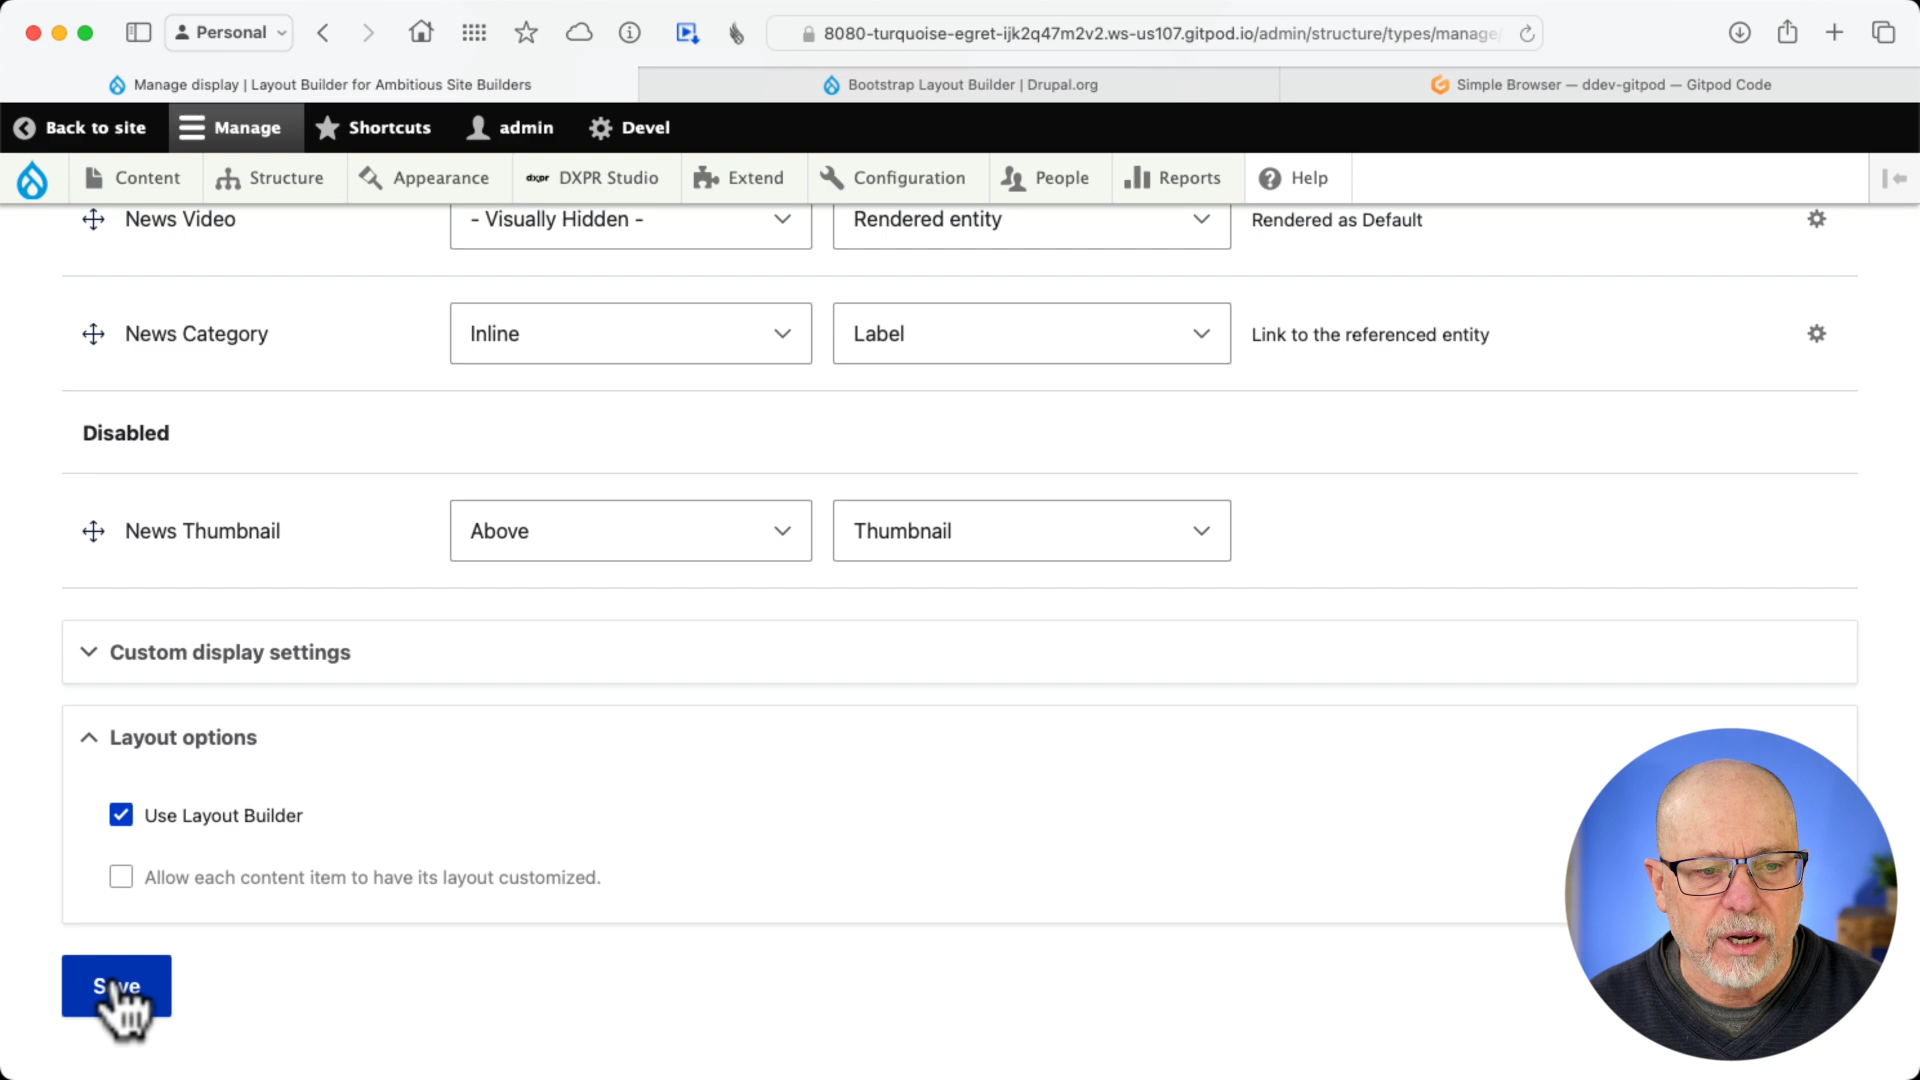 Personal
8080-turquoise-egret-ijk2q47m2v2.ws-us107.gitpod.io/admin/structure/types/manage/
Manage display | Layout Builder for Ambitious Site Builders
Bootstrap Layout Builder | Drupal.org
Simple Browser — ddev-gitpod — Gitpod Code
Back to site
Manage
Shortcuts
admin
Devel
Content
Structure
Appearance
dxpr DXPR Studio
Extend
Configuration
People
Reports
Help
News Video
- Visually Hidden -
Rendered entity
Rendered as Default
News Category
Inline
Label
Link to the referenced entity
Disabled
News Thumbnail
Above
Thumbnail
Custom display settings
Layout options
Use Layout Builder
Allow each content item to have its layout customized.
Save